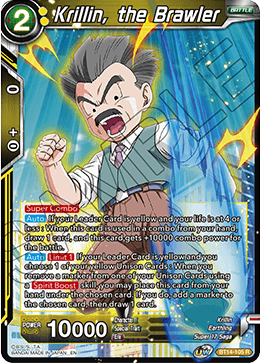 2
Krillin, the Brawler
BATTLE
0 + 0
Super Combo
Auto If your Leader Card is yellow and your life is at 4 or
less : When this card is used in a combo from your hand,
draw 1 card, and this card gets +10000 combo power for
the battle.
Auto Limit 1 If your Leader Card is yellow and you
choose 1 of your yellow Unison Cards : When you
remove a marker from one of your Unison Cards using
a Spirit Boost skill, you may place this card from
your hand under the chosen card. If you do, add 2 markers
to the chosen card, then draw 1 card.
POWER
10000
Character
Special Trait
Era
Krillin
Earthling
Super 17 Saga
BANDAI MADE IN JAPAN EN
BT14-105 R